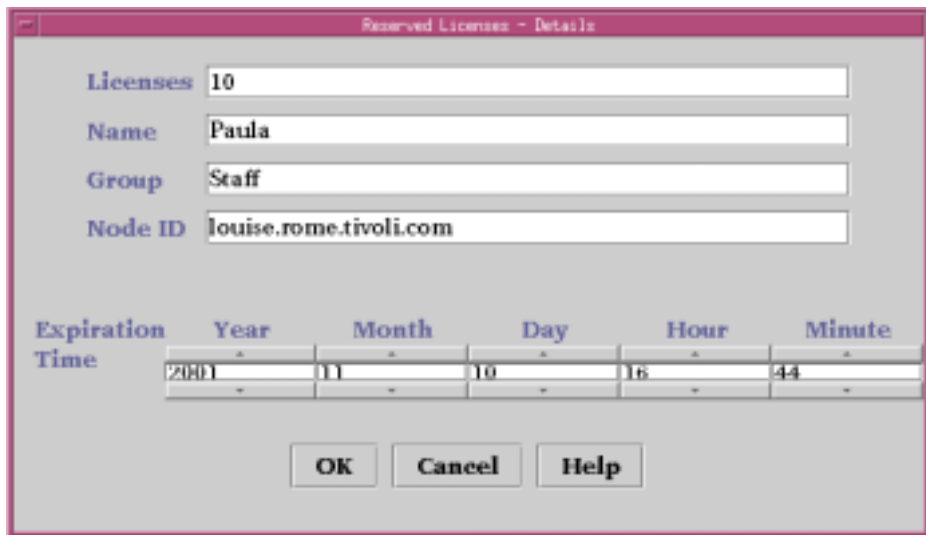 Reserved Licenses - Details
Licenses 10
Name Paula
Group Staff
Node ID louise.rome.tivoli.com
Expiration Year Month Day Hour Minute
Time
2001 11 10 16 44
OK Cancel Help